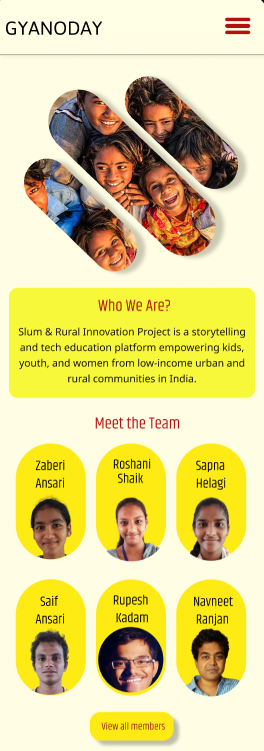 GYANODAY
Who We Are?
Slum & Rural Innovation Project is a storytelling
and tech education platform empowering kids,
youth, and women from low-income urban and
rural communities in India.
Meet the Team
Zaberi
Ansari
Roshani
Shaik
Sapna
Helagi
Saif
Ansari
Rupesh
Kadam
Navneet
Ranjan
View all members